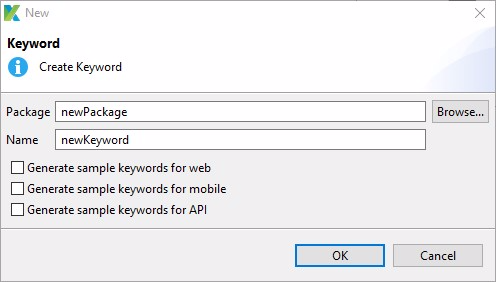 New
Keyword
Create Keyword
Package newPackage Browse...
Name newKeyword
Generate sample keywords for web
Generate sample keywords for mobile
Generate sample keywords for API
OK Cancel